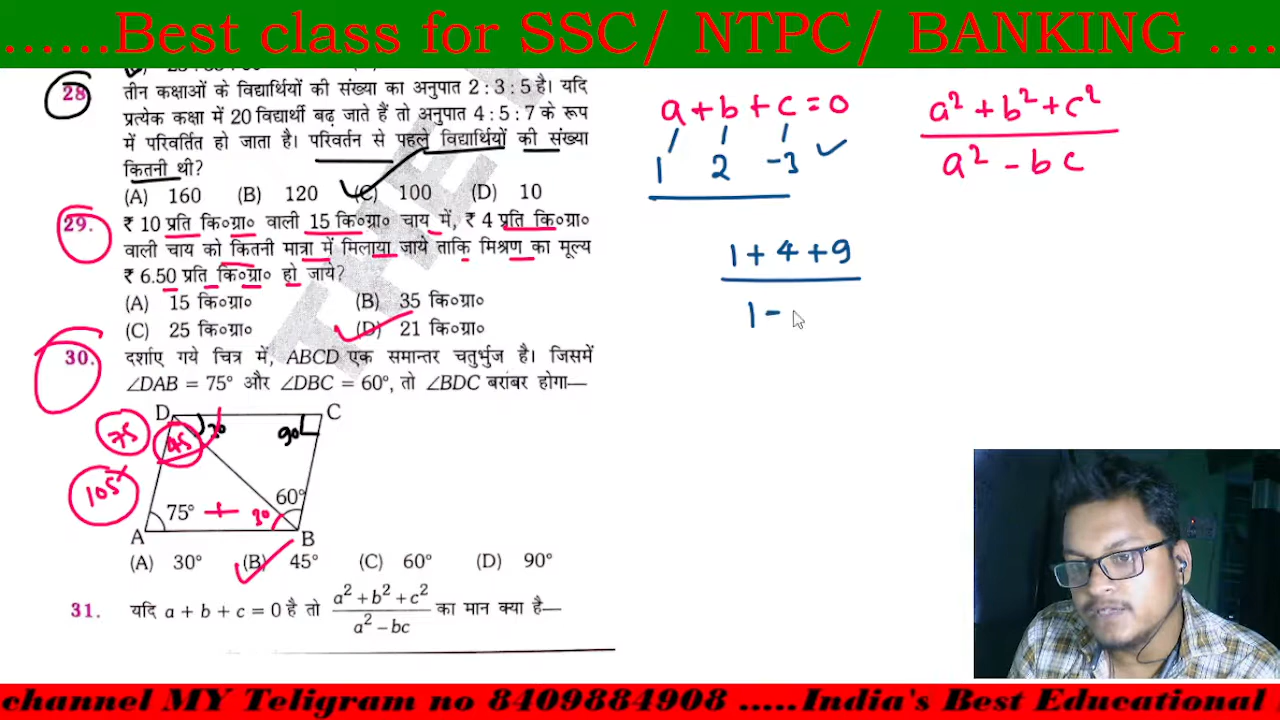 ......Best class for SSC/ NTPC/ BANKING ....
28 तीन कक्षाओं के विद्यार्थियों की संख्या का अनुपात 2 : 3 : 5 है। यदि
प्रत्येक कक्षा में 20 विद्यार्थी बढ़ जाते हैं तो अनुपात 4 : 5 : 7 के रूप
में परिवर्तित हो जाता है। परिवर्तन से पहले विद्यार्थियों की संख्या
कितनी थी?
(A) 160 (B) 120 (C) 100 (D) 10
29. ₹ 10 प्रति कि०ग्रा० वाली 15 कि०ग्रा० चाय में, ₹ 4 प्रति कि०ग्रा०
वाली चाय को कितनी मात्रा में मिलाया जाये ताकि मिश्रण का मूल्य
₹ 6.50 प्रति कि०ग्रा० हो जाये?
(A) 15 कि०ग्रा० (B) 35 कि०ग्रा०
(C) 25 कि०ग्रा० (D) 21 कि०ग्रा०
30. दर्शाए गये चित्र में, ABCD एक समान्तर चतुर्भुज है। जिसमें
∠DAB = 75° और ∠DBC = 60°, तो ∠BDC बराबर होगा—
D C
75 45 90
105
60°
75° + 30
A B
(A) 30° (B) 45° (C) 60° (D) 90°
31. यदि a + b + c = 0 है तो a² + b² + c² / a² – bc का मान क्या है—
a + b + c = 0
1 2 -3
a² + b² + c²
a² - bc
1 + 4 + 9
1 -
channel MY Teligram no 8409884908 .....India's Best Educational